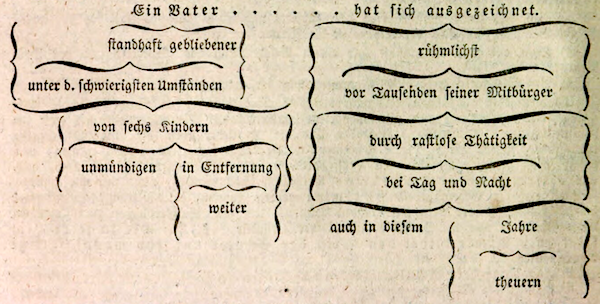 Ein Vater . . . . . . hat ſich ausgezeichnet.
ſtandhaft gebliebener
unter d. ſchwierigſten Umſtänden
von ſechs Kindern
unmündigen in Entfernung
weiter
rühmlichſt
vor Tauſenden ſeiner Mitbürger
durch raſtloſe Thätigkeit
bei Tag und Nacht
auch in dieſem Jahre
theuern